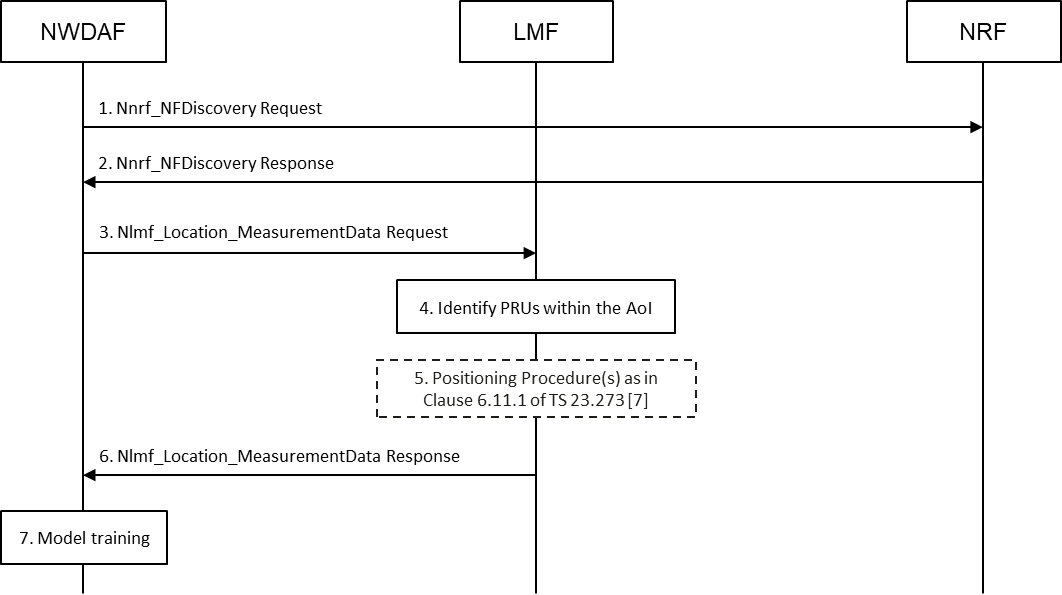 NWDAF
LMF
NRF
1. Nnrf_NFDiscovery Request
2. Nnrf_NFDiscovery Response
3. Nlmf_Location_MeasurementData Request
4. Identify PRUs within the AoI
5. Positioning Procedure(s) as in
Clause 6.11.1 of TS 23.273 [7]
6. Nlmf_Location_MeasurementData Response
7. Model training